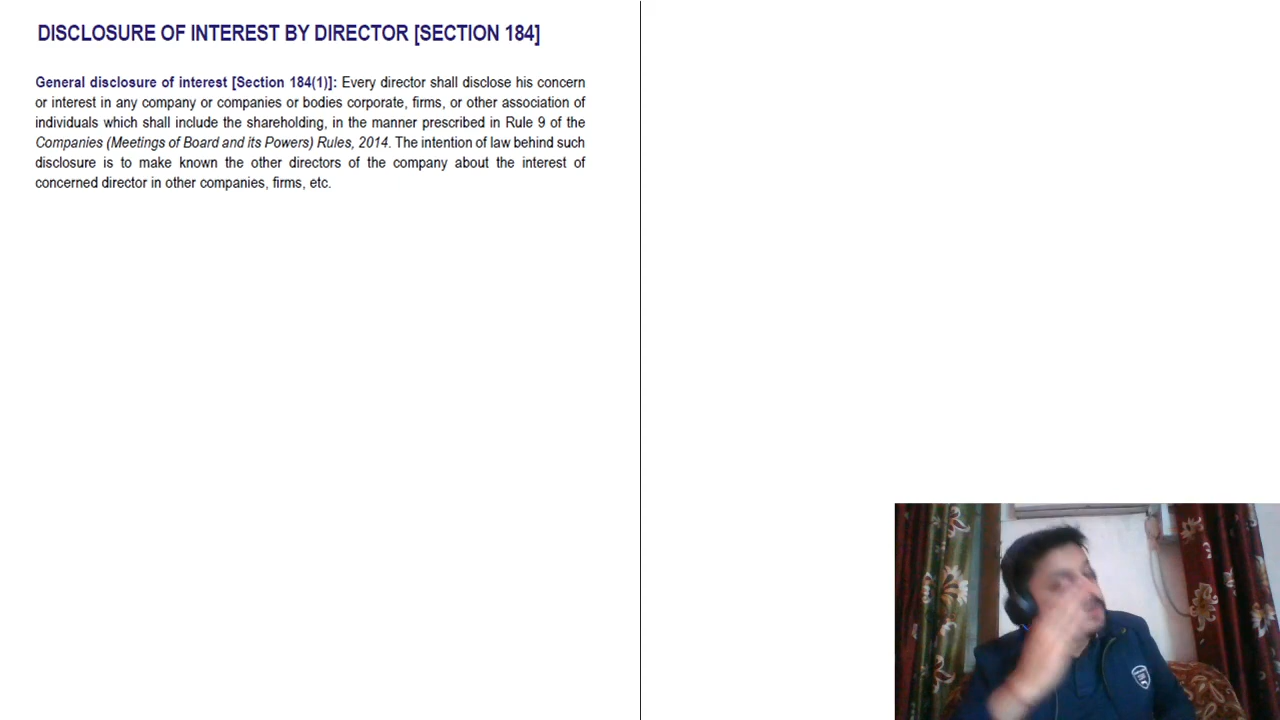 DISCLOSURE OF INTEREST BY DIRECTOR [SECTION 184]
General disclosure of interest [Section 184(1)]: Every director shall disclose his concern
or interest in any company or companies or bodies corporate, firms, or other association of
individuals which shall include the shareholding, in the manner prescribed in Rule 9 of the
Companies (Meetings of Board and its Powers) Rules, 2014. The intention of law behind such
disclosure is to make known the other directors of the company about the interest of
concerned director in other companies, firms, etc.